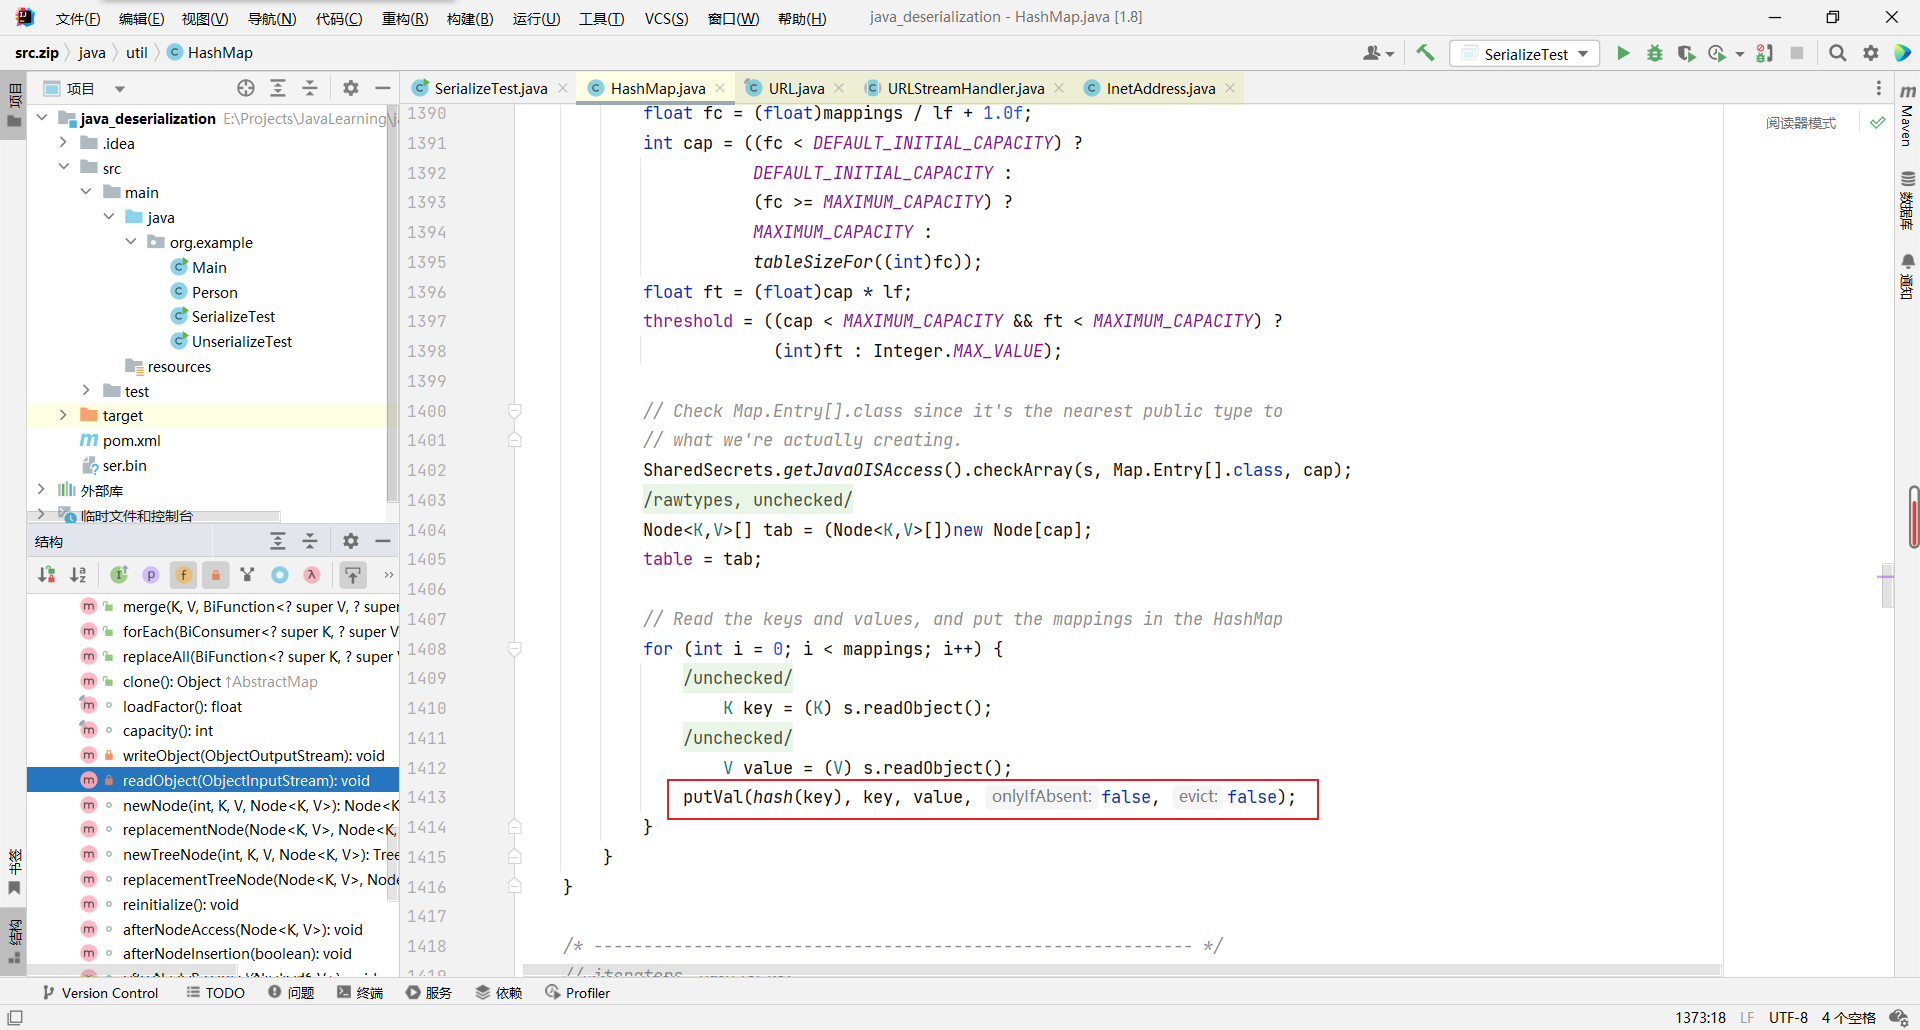 文件(F) 编辑(E) 视图(V) 导航(N) 代码(C) 重构(R) 构建(B) 运行(U) 工具(T) VCS(S) 窗口(W) 帮助(H) java_deserialization - HashMap.java [1.8]
src.zip java util HashMap SerializeTest
项目
SerializeTest.java HashMap.java URL.java URLStreamHandler.java InetAddress.java
java_deserialization E:\Projects\JavaLearning\j
.idea
src
main
java
org.example
Main
Person
SerializeTest
UnserializeTest
resources
test
target
pom.xml
ser.bin
外部库
临时文件和控制台
结构
merge(K, V, BiFunction<? super V, ? super
forEach(BiConsumer<? super K, ? super V
replaceAll(BiFunction<? super K, ? super
clone(): Object ↑AbstractMap
loadFactor(): float
capacity(): int
writeObject(ObjectOutputStream): void
readObject(ObjectInputStream): void
newNode(int, K, V, Node<K, V>): Node<K
replacementNode(Node<K, V>, Node<K
newTreeNode(int, K, V, Node<K, V>): Tree
replacementTreeNode(Node<K, V>, Node
reinitialize(): void
afterNodeAccess(Node<K, V>): void
afterNodeInsertion(boolean): void
1390 float fc = (float)mappings / lf + 1.0f;
1391 int cap = ((fc < DEFAULT_INITIAL_CAPACITY) ?
1392 DEFAULT_INITIAL_CAPACITY :
1393 (fc >= MAXIMUM_CAPACITY) ?
1394 MAXIMUM_CAPACITY :
1395 tableSizeFor((int)fc));
1396 float ft = (float)cap * lf;
1397 threshold = ((cap < MAXIMUM_CAPACITY && ft < MAXIMUM_CAPACITY) ?
1398 (int)ft : Integer.MAX_VALUE);
1399
1400 // Check Map.Entry[].class since it's the nearest public type to
1401 // what we're actually creating.
1402 SharedSecrets.getJavaOISAccess().checkArray(s, Map.Entry[].class, cap);
1403 /rawtypes, unchecked/
1404 Node<K,V>[] tab = (Node<K,V>[])new Node[cap];
1405 table = tab;
1406
1407 // Read the keys and values, and put the mappings in the HashMap
1408 for (int i = 0; i < mappings; i++) {
1409 /unchecked/
1410 K key = (K) s.readObject();
1411 /unchecked/
1412 V value = (V) s.readObject();
1413 putVal(hash(key), key, value, onlyIfAbsent: false, evict: false);
1414 }
1415 }
1416 }
1417
1418 /* ------------------------------------------------------------ */
1419 // iterators
阅读器模式
Maven
数据库
通知
项目
书签
结构
Version Control TODO 问题 终端 服务 依赖 Profiler
1373:18 LF UTF-8 4 个空格